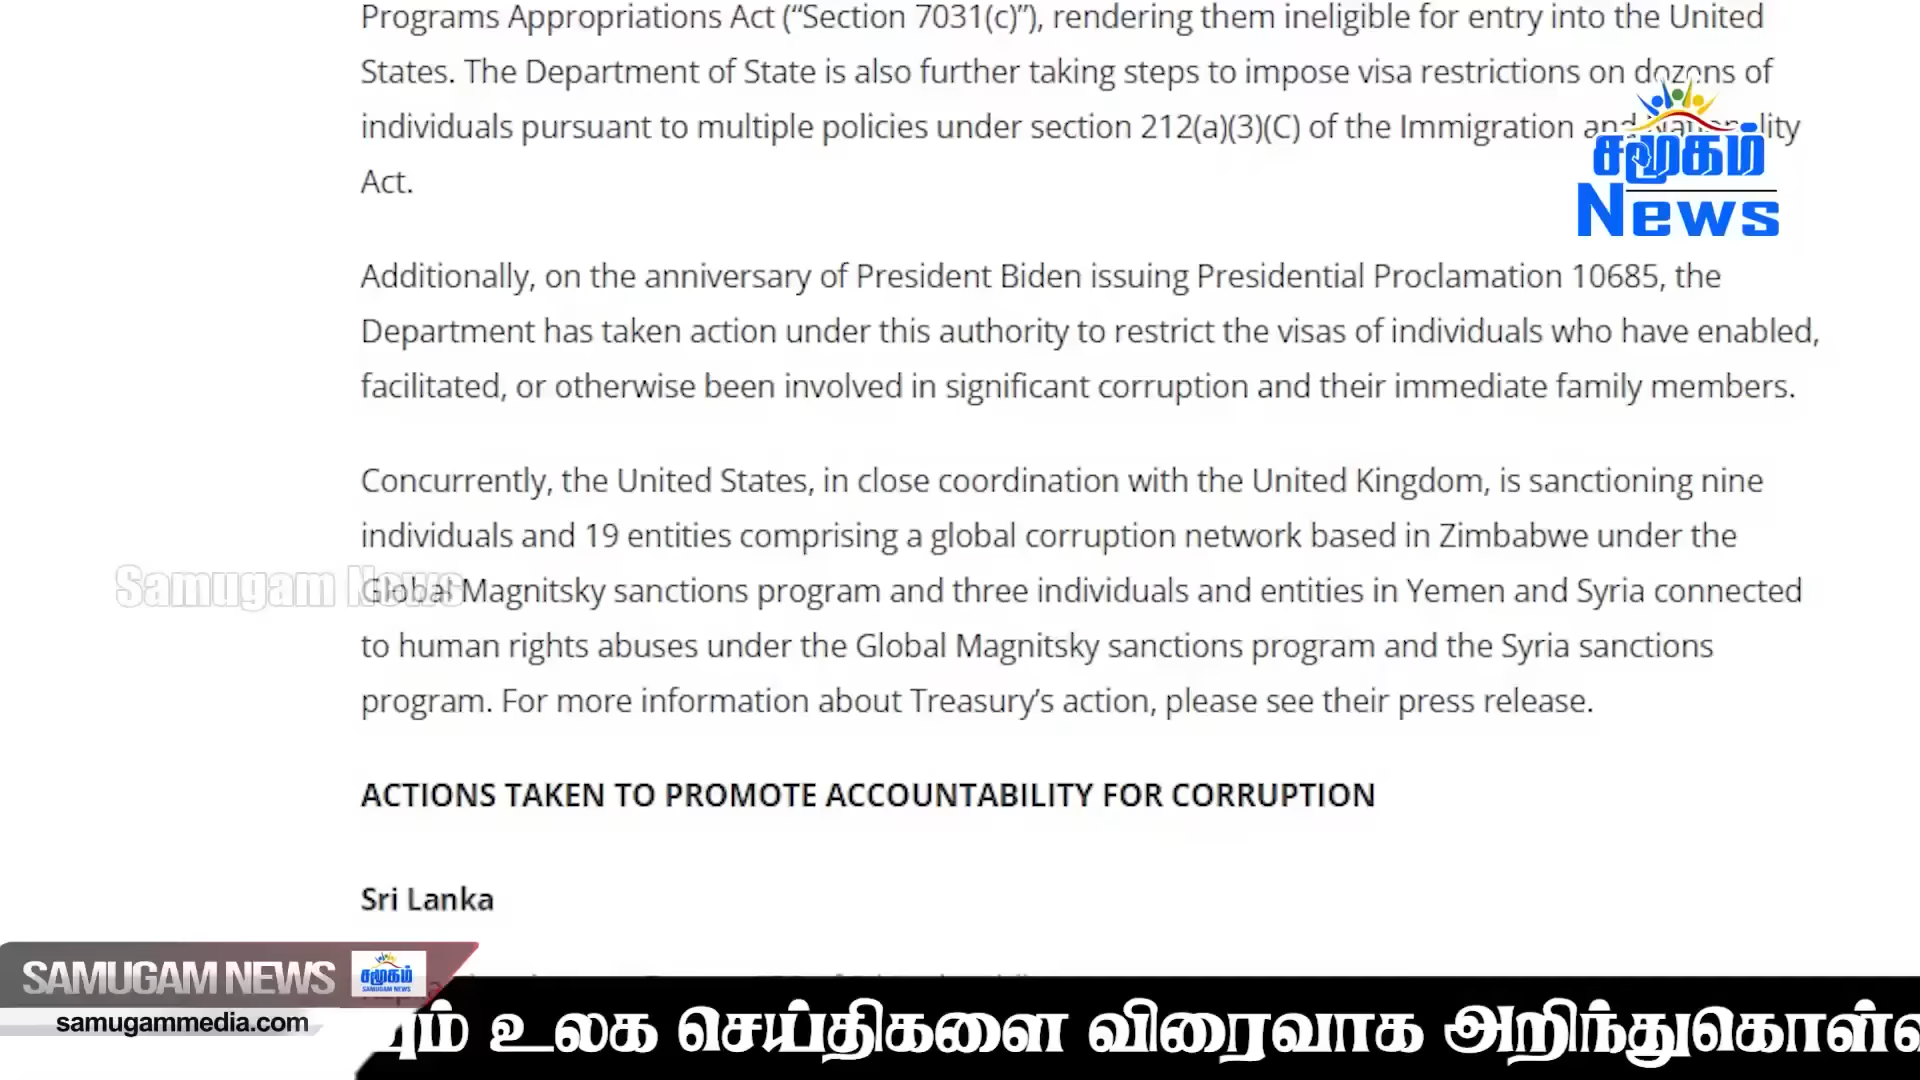 Programs Appropriations Act (“Section 7031(c)”), rendering them ineligible for entry into the United
States. The Department of State is also further taking steps to impose visa restrictions on dozens of
individuals pursuant to multiple policies under section 212(a)(3)(C) of the Immigration and Nationality
Act.
சமூகம்
News
Additionally, on the anniversary of President Biden issuing Presidential Proclamation 10685, the
Department has taken action under this authority to restrict the visas of individuals who have enabled,
facilitated, or otherwise been involved in significant corruption and their immediate family members.
Concurrently, the United States, in close coordination with the United Kingdom, is sanctioning nine
individuals and 19 entities comprising a global corruption network based in Zimbabwe under the
Samugam News
Global Magnitsky sanctions program and three individuals and entities in Yemen and Syria connected
to human rights abuses under the Global Magnitsky sanctions program and the Syria sanctions
program. For more information about Treasury’s action, please see their press release.
ACTIONS TAKEN TO PROMOTE ACCOUNTABILITY FOR CORRUPTION
Sri Lanka
SAMUGAM NEWS
சமூகம்
SAMUGAM NEWS
samugammedia.com
உலக செய்திகளை விரைவாக